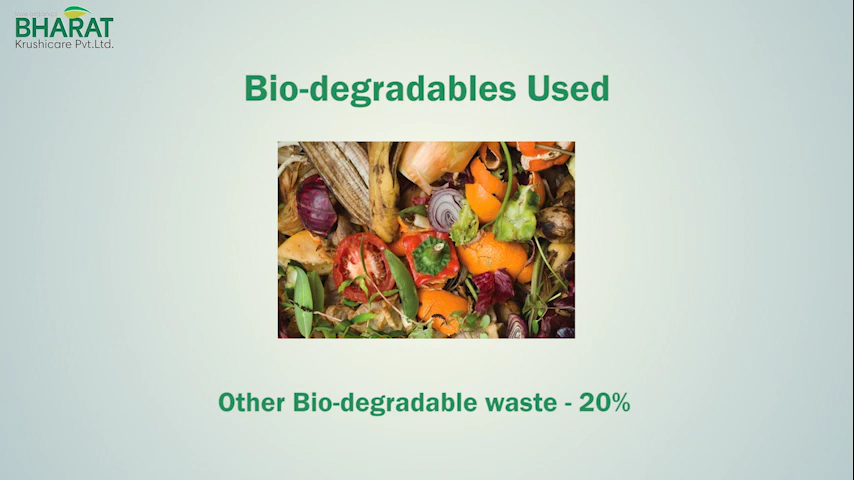 BHARAT
Krushicare Pvt.Ltd.
Bio-degradables Used
Other Bio-degradable waste - 20%